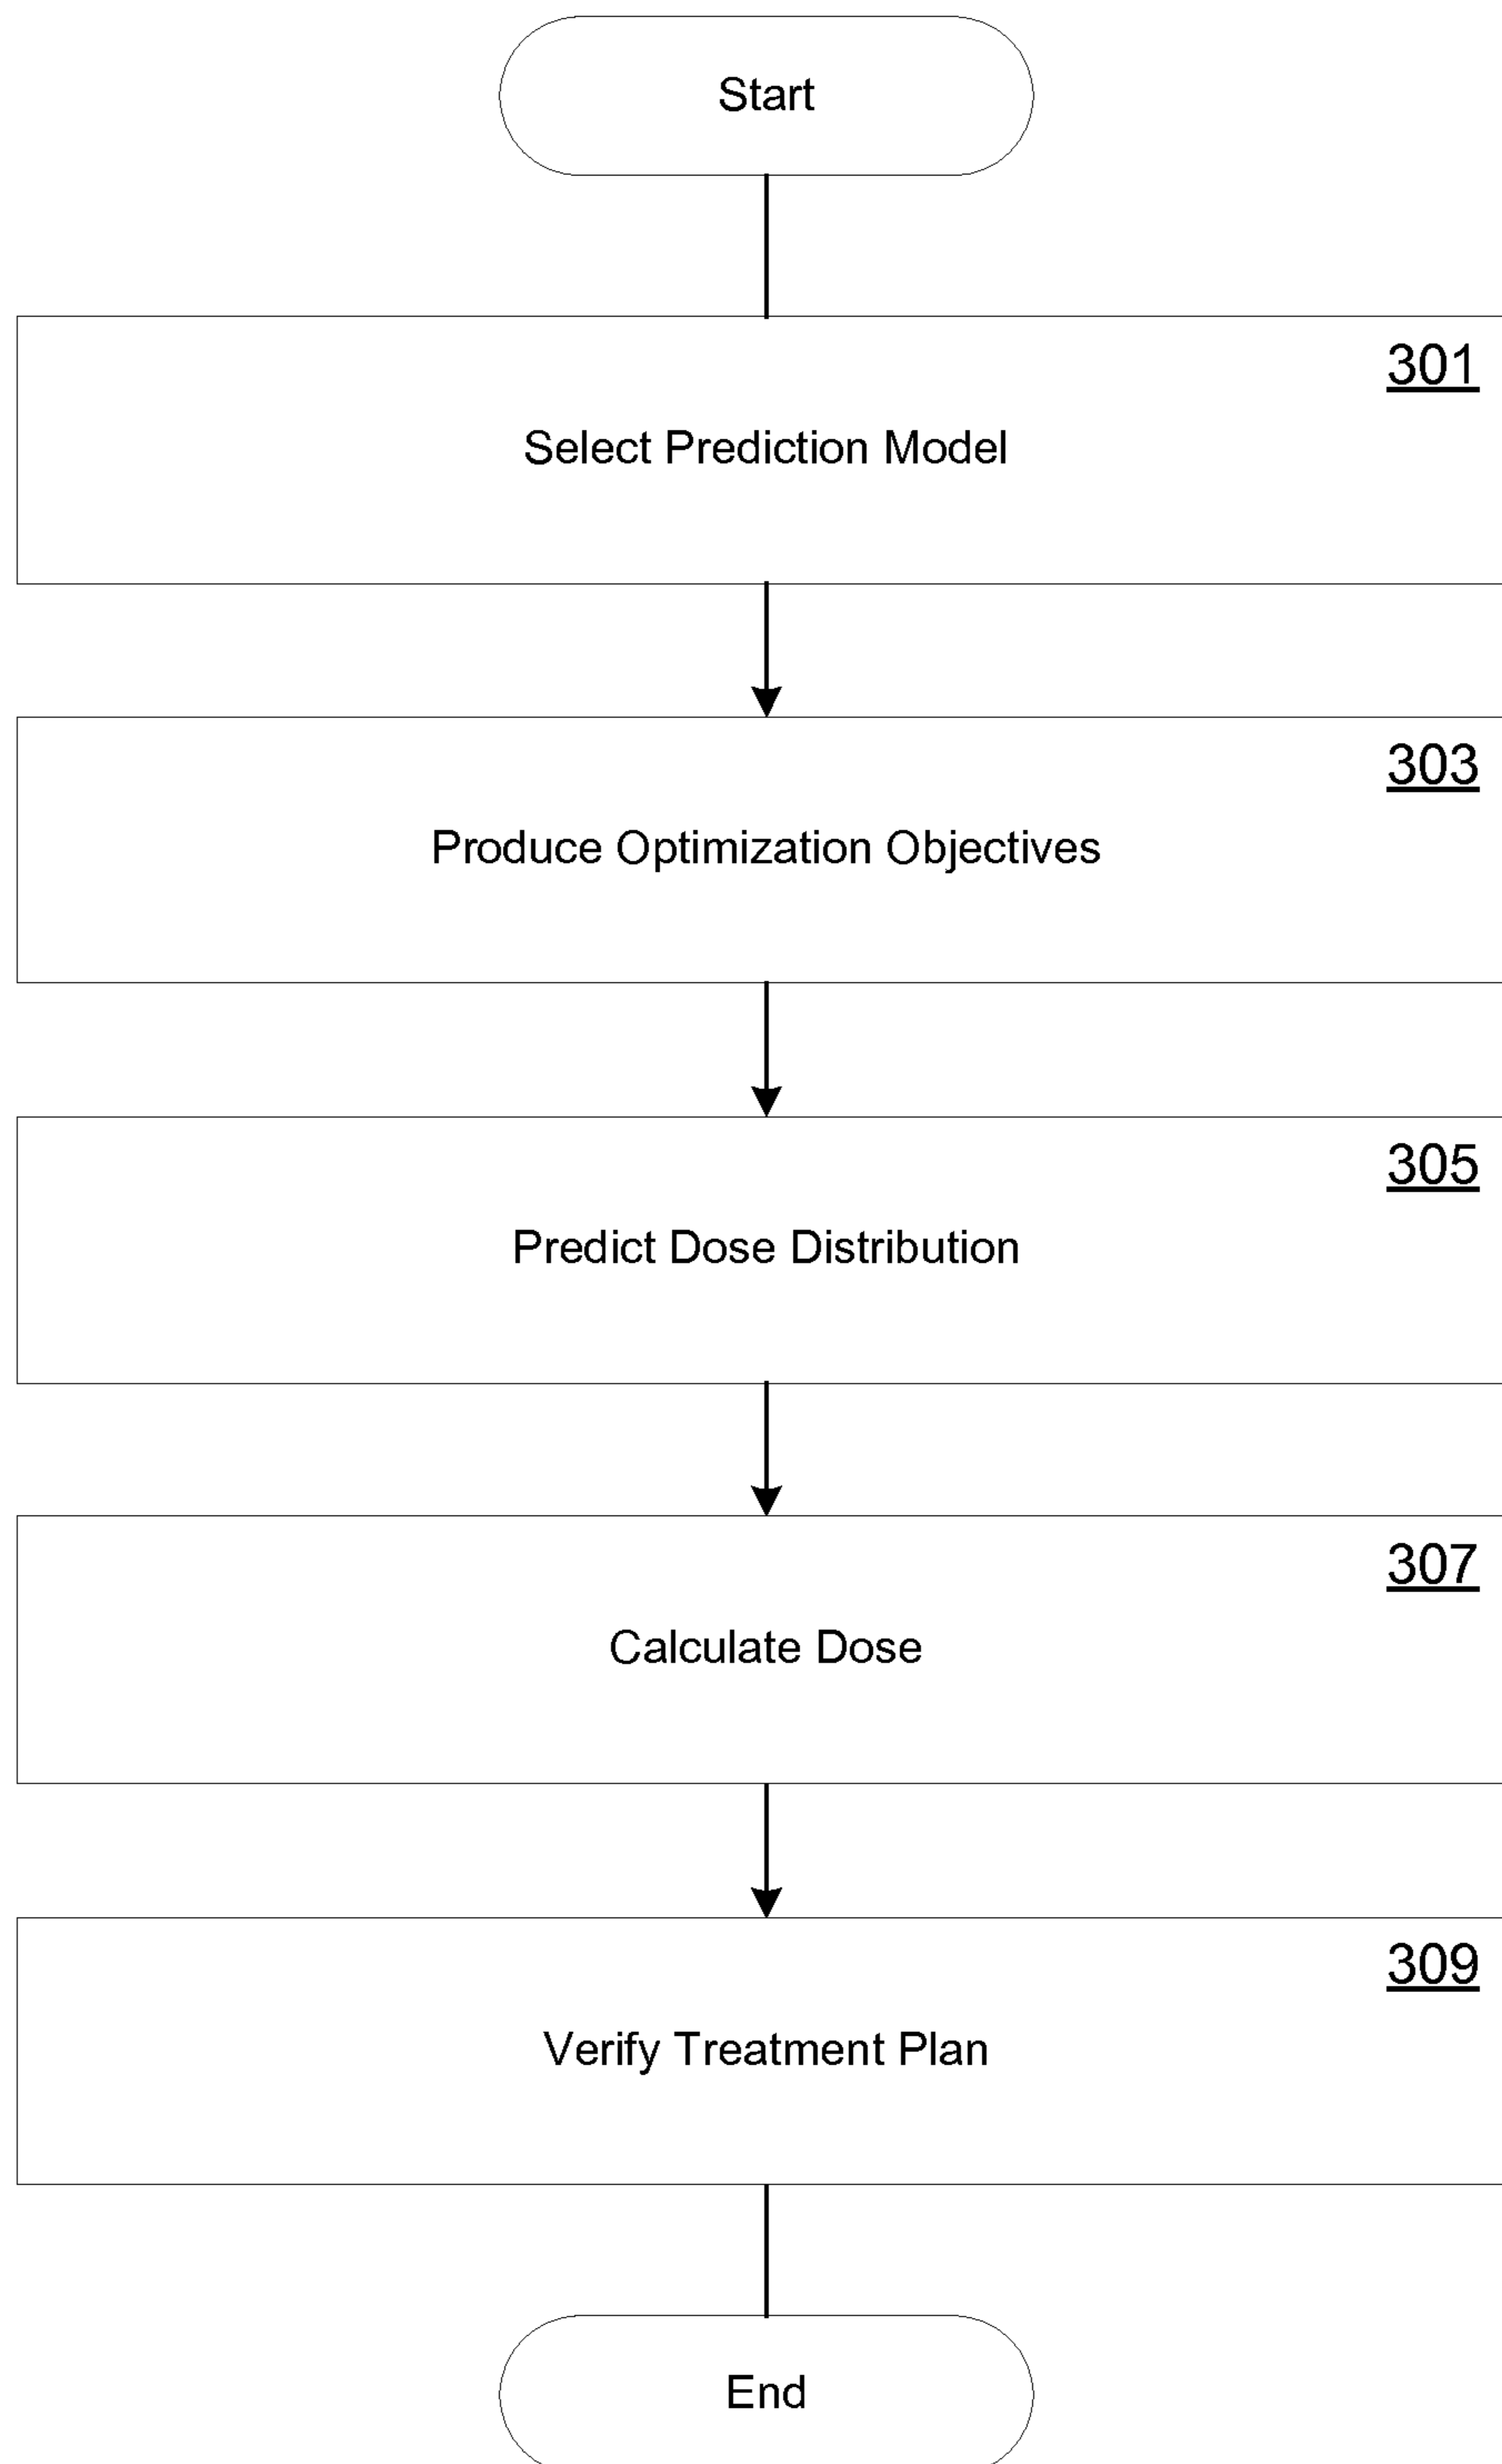 Start
301
Select Prediction Model
303
Produce Optimization Objectives
305
Predict Dose Distribution
307
Calculate Dose
309
Verify Treatment Plan
End